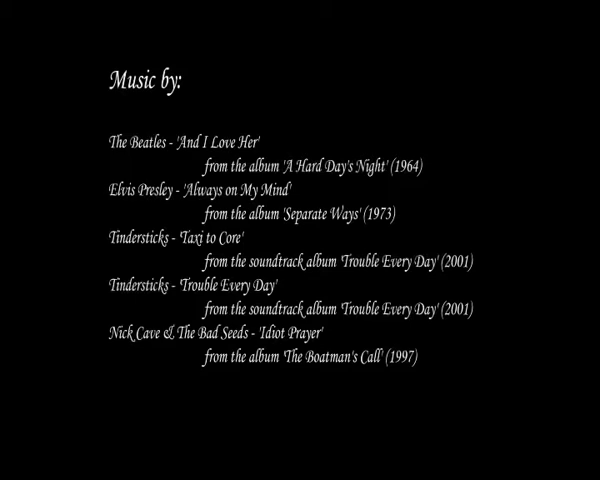 Music by:
The Beatles - 'And I Love Her'
from the album 'A Hard Day's Night' (1964)
Elvis Presley - 'Always on My Mind'
from the album 'Separate Ways' (1973)
Tindersticks - 'Taxi to Core'
from the soundtrack album 'Trouble Every Day' (2001)
Tindersticks - 'Trouble Every Day'
from the soundtrack album 'Trouble Every Day' (2001)
Nick Cave & The Bad Seeds - 'Idiot Prayer'
from the album 'The Boatman's Call' (1997)